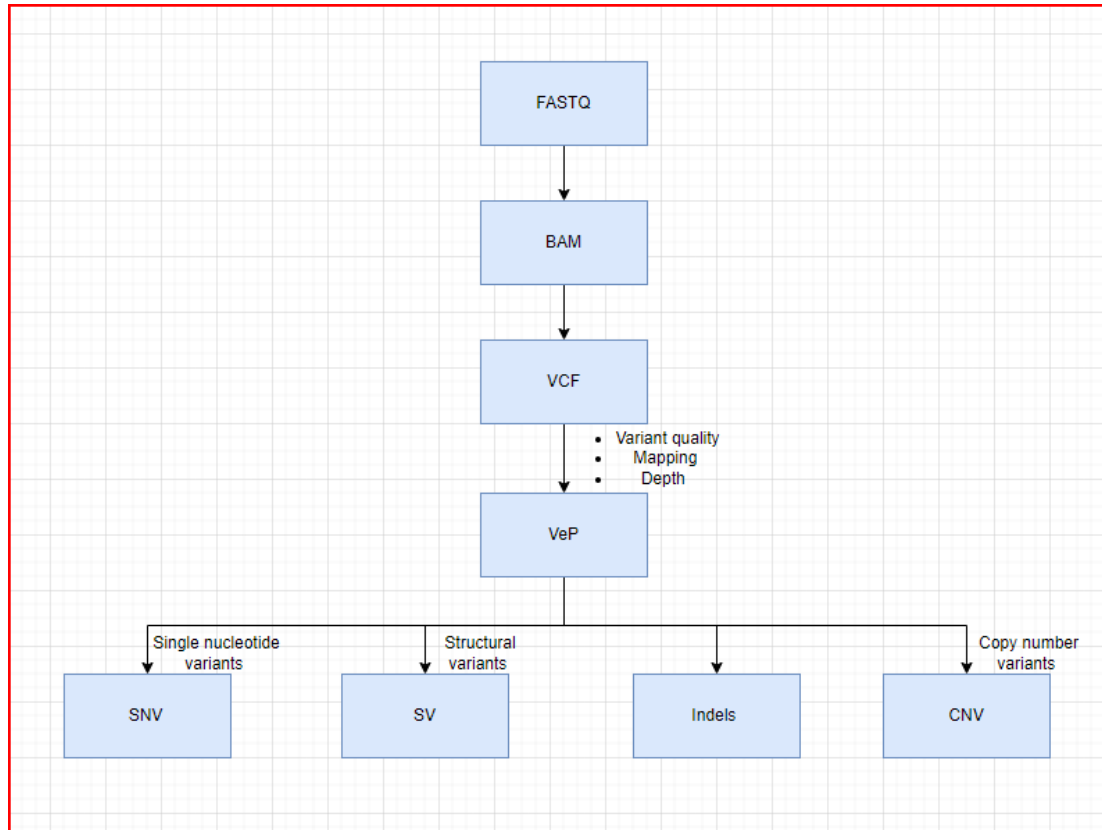 FASTQ
BAM
VCF
• Variant quality
• Mapping
• Depth
VeP
Single nucleotide
variants
Structural
variants
Copy number
variants
SNV
SV
Indels
CNV